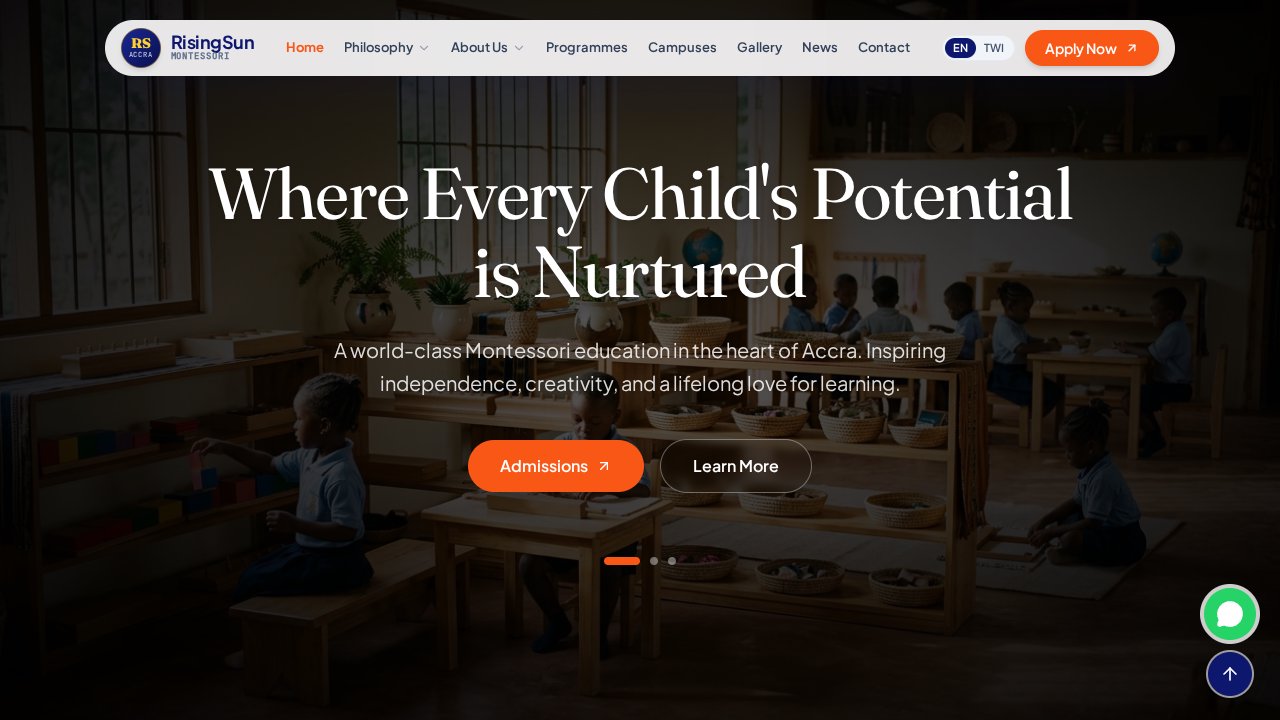 RS
ACCRA
RisingSun
MONTESSORI
Home
Philosophy
About Us
Programmes
Campuses
Gallery
News
Contact
EN
TWI
Apply Now
Where Every Child's Potential
is Nurtured
A world-class Montessori education in the heart of Accra. Inspiring
independence, creativity, and a lifelong love for learning.
Admissions
Learn More